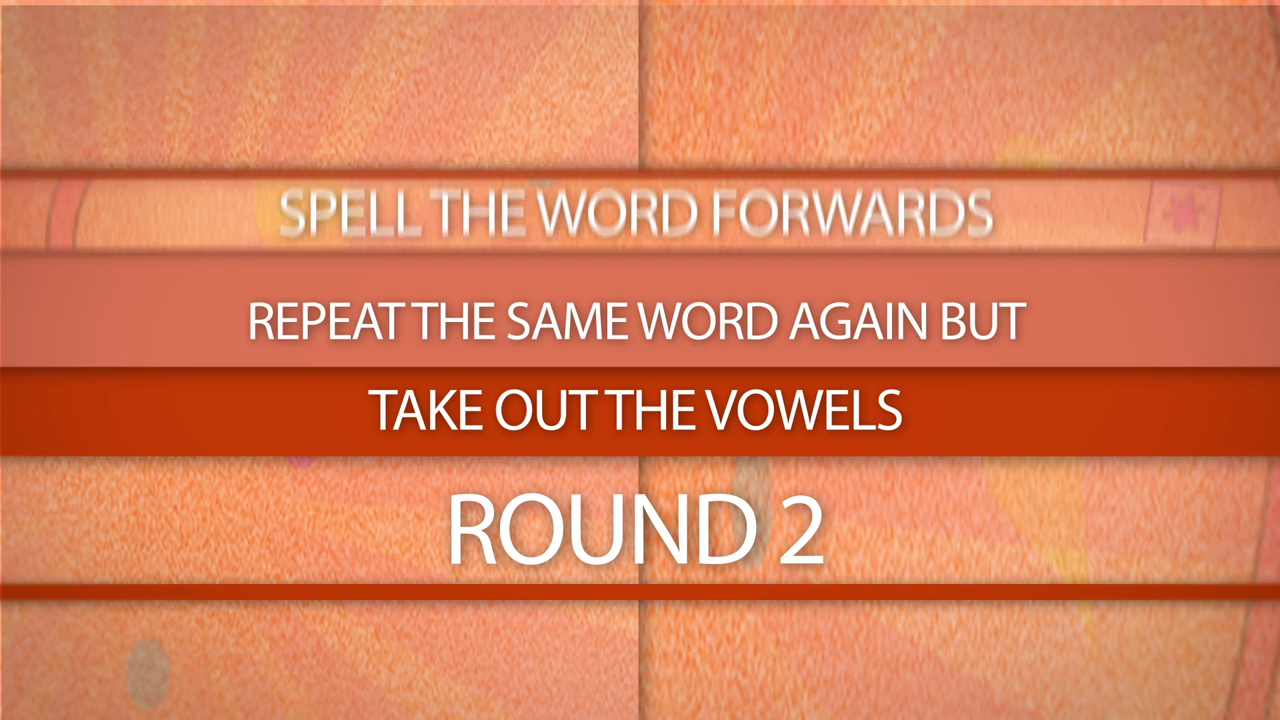 SPELL THE WORD FORWARDS
REPEAT THE SAME WORD AGAIN BUT
TAKE OUT THE VOWELS
ROUND 2